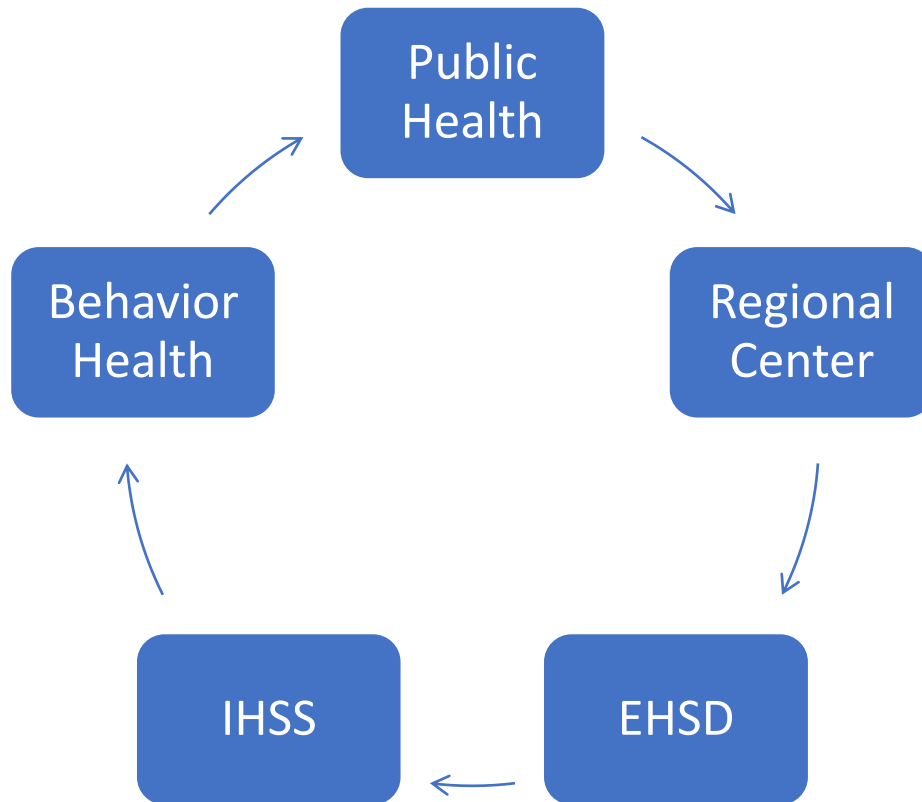 Public
Health
Regional
Center
EHSD
IHSS
Behavior
Health